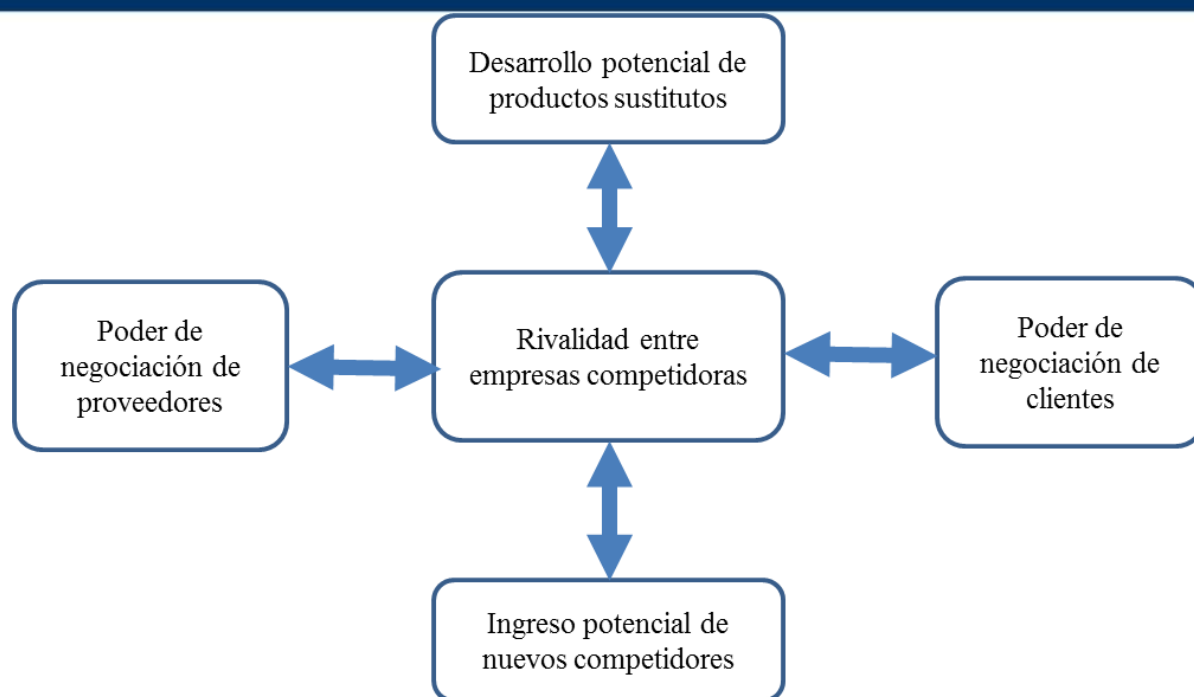 Desarrollo potencial de
productos sustitutos
Poder de
negociación de
proveedores
Rivalidad entre
empresas competidoras
Poder de
negociación de
clientes
Ingreso potencial de
nuevos competidores